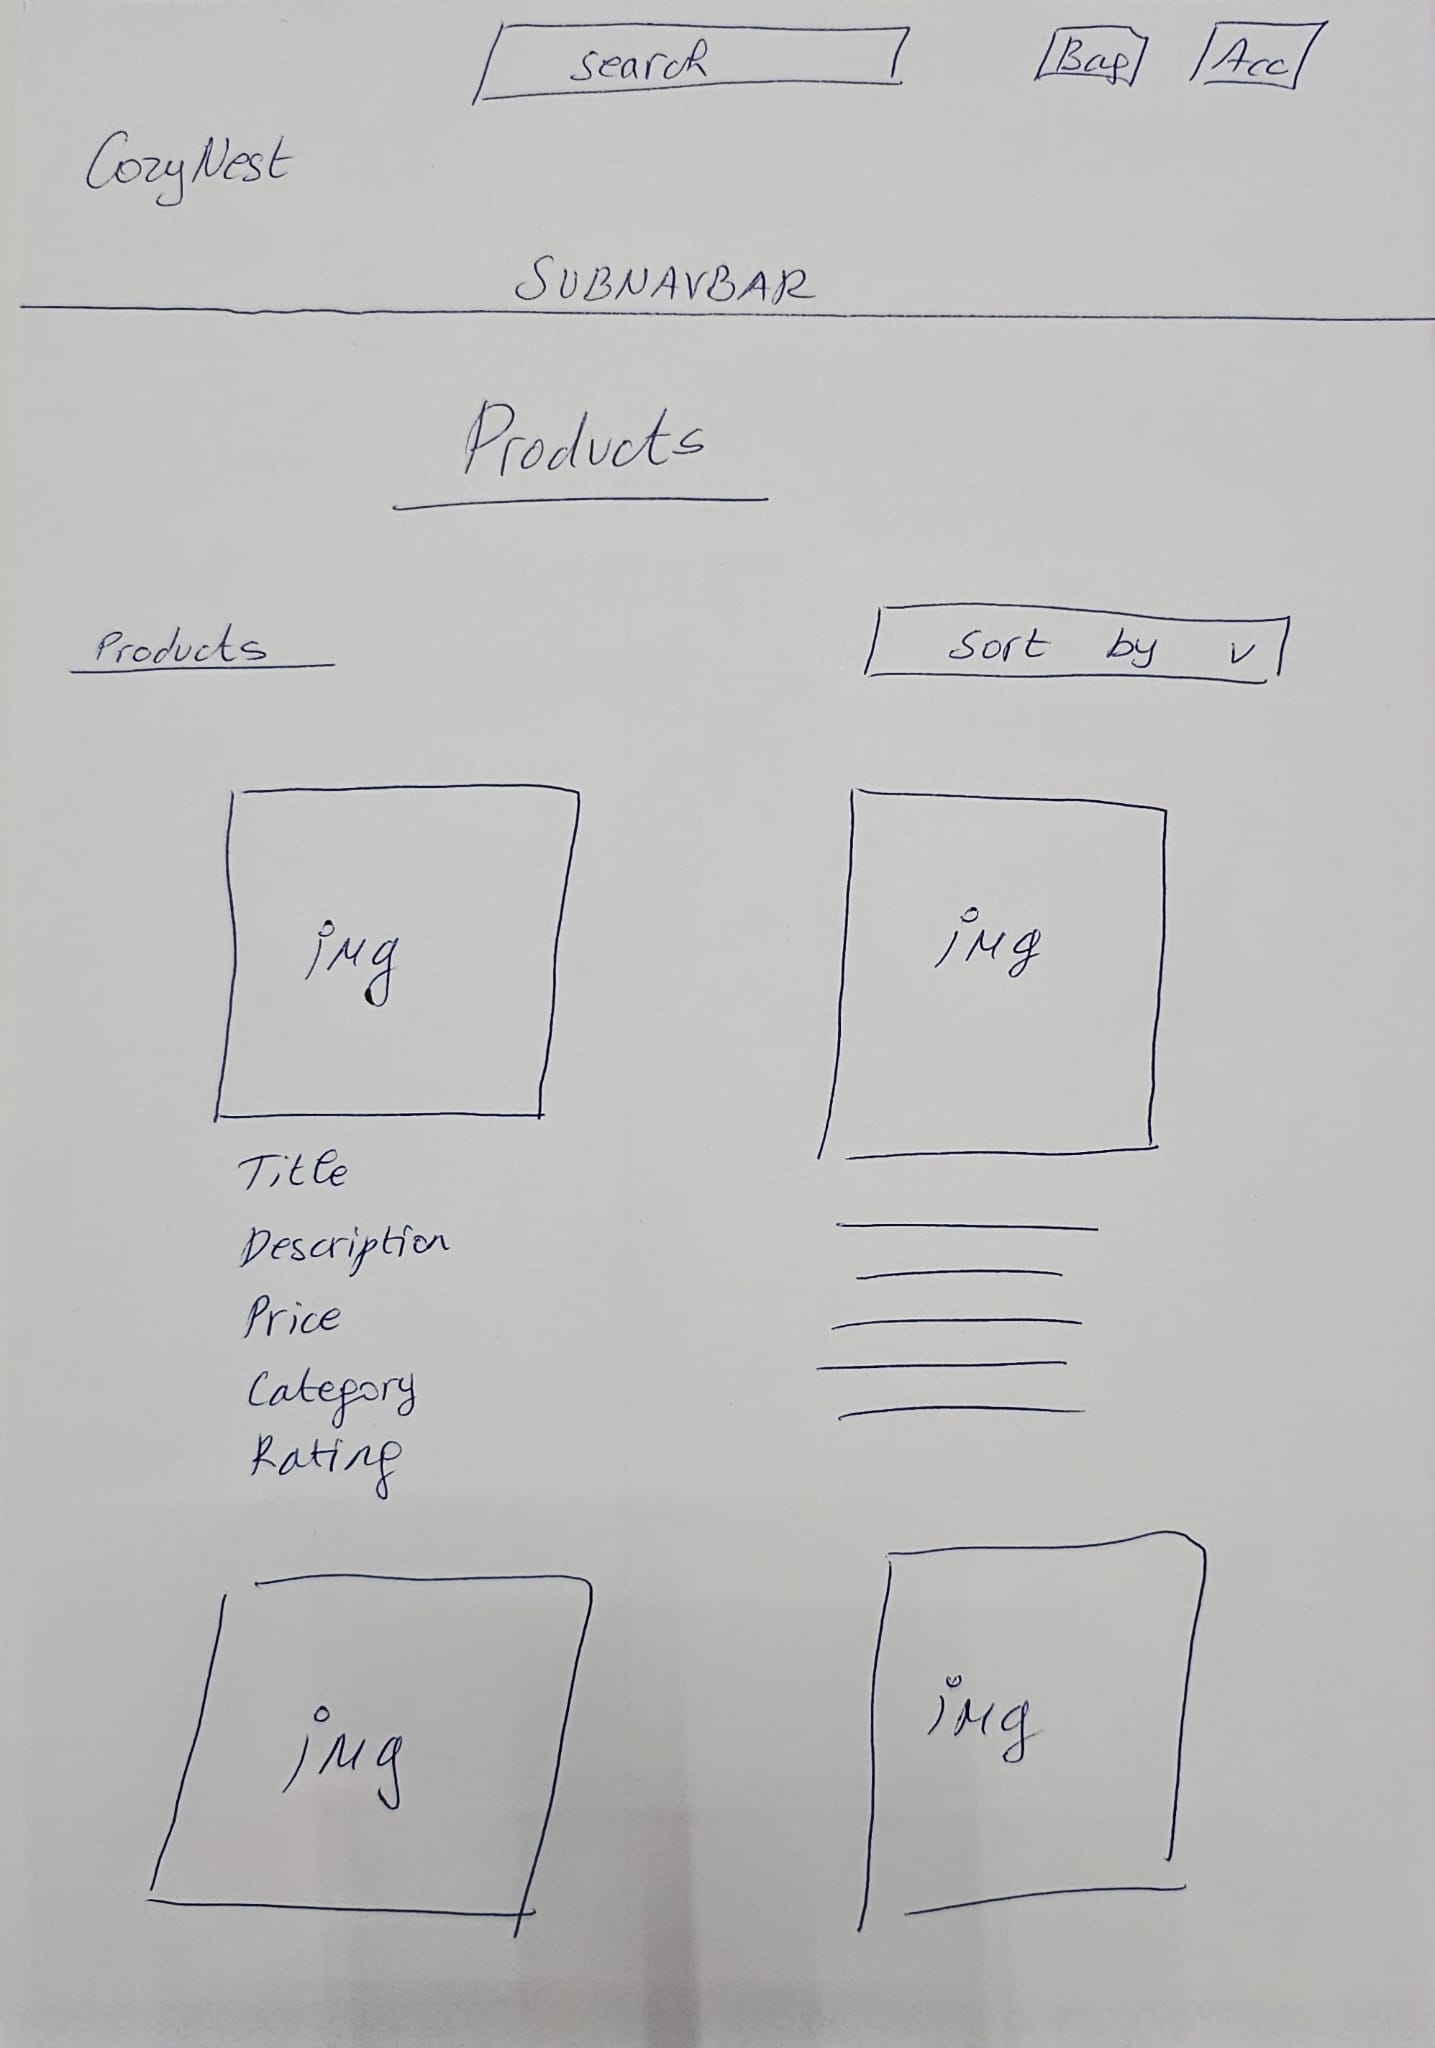 search Bag Acc
CozyNest
SUBNAVBAR
Products
Products Sort by v
img img
Title
Description
Price
Category
Rating
img img